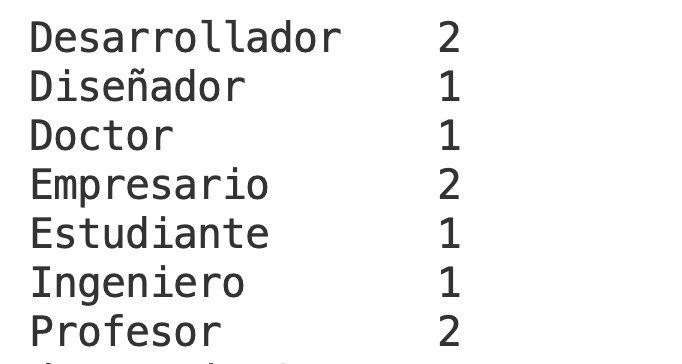 Desarrollador 2
Diseñador 1
Doctor 1
Empresario 2
Estudiante 1
Ingeniero 1
Profesor 2